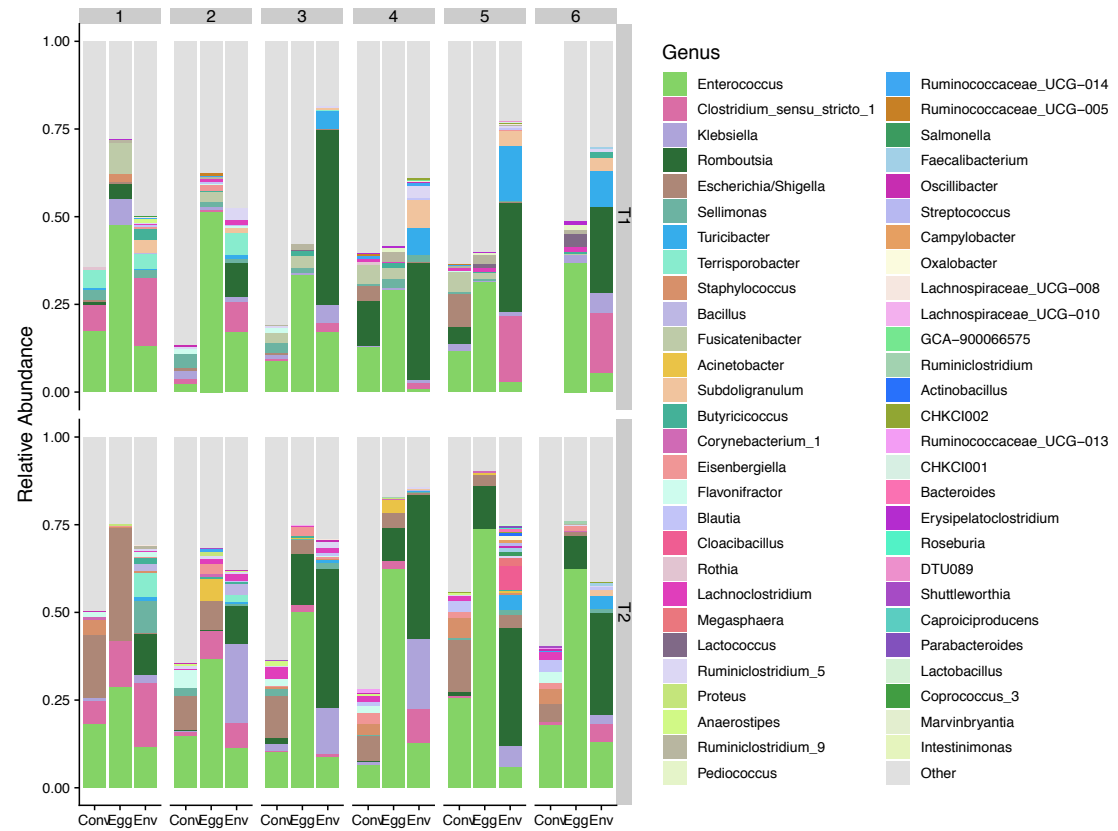 1 2 3 4 5 6
1.00
0.75
0.50
0.25
0.00
T1
1.00
0.75
0.50
0.25
0.00
T2
Relative Abundance
Conv Egg Env Conv Egg Env Conv Egg Env Conv Egg Env Conv Egg Env Conv Egg Env
Genus
Enterococcus
Clostridium_sensu_stricto_1
Klebsiella
Romboutsia
Escherichia/Shigella
Sellimonas
Turicibacter
Terrisporobacter
Staphylococcus
Bacillus
Fusicatenibacter
Acinetobacter
Subdoligranulum
Butyricicoccus
Corynebacterium_1
Eisenbergiella
Flavonifractor
Blautia
Cloacibacillus
Rothia
Lachnoclostridium
Megasphaera
Lactococcus
Ruminiclostridium_5
Proteus
Anaerostipes
Ruminiclostridium_9
Pediococcus
Ruminococcaceae_UCG-014
Ruminococcaceae_UCG-005
Salmonella
Faecalibacterium
Oscillibacter
Streptococcus
Campylobacter
Oxalobacter
Lachnospiraceae_UCG-008
Lachnospiraceae_UCG-010
GCA-900066575
Ruminiclostridium
Actinobacillus
CHKCI002
Ruminococcaceae_UCG-013
CHKCI001
Bacteroides
Erysipelatoclostridium
Roseburia
DTU089
Shuttleworthia
Caproiciproducens
Parabacteroides
Lactobacillus
Coprococcus_3
Marvinbryantia
Intestinimonas
Other